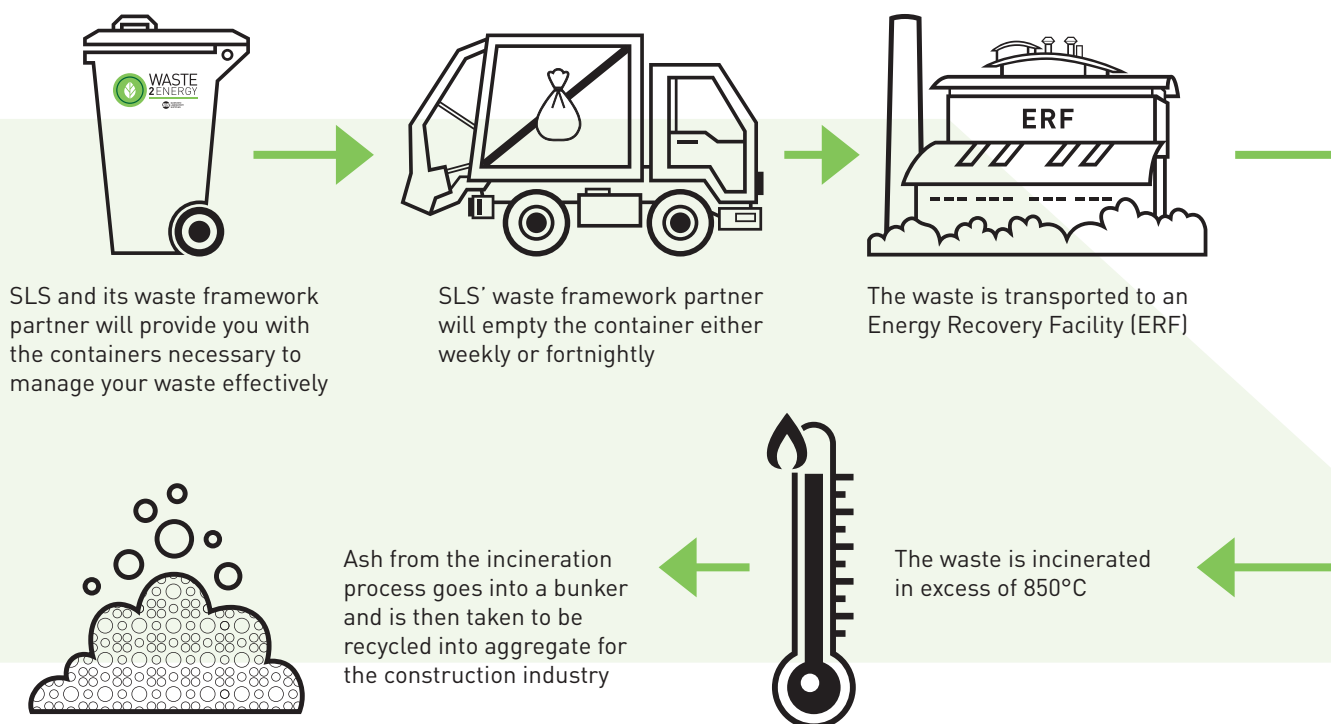 WASTE
2ENERGY
ERF
SLS and its waste framework
partner will provide you with
the containers necessary to
manage your waste effectively
SLS’ waste framework partner
will empty the container either
weekly or fortnightly
The waste is transported to an
Energy Recovery Facility (ERF)
Ash from the incineration
process goes into a bunker
and is then taken to be
recycled into aggregate for
the construction industry
The waste is incinerated
in excess of 850°C